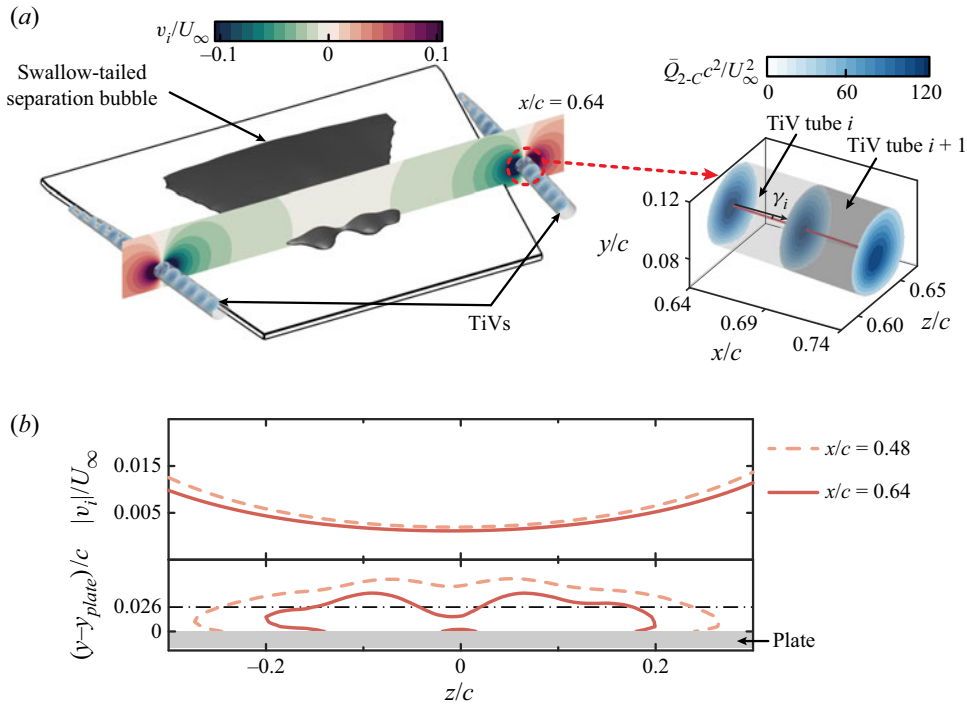 (a)
v_i/U_∞
−0.1 0 0.1
Swallow-tailed
separation bubble
x/c = 0.64
TiVs
Q̄_{2-C}c²/U_∞²
0 60 120
TiV tube i
TiV tube i + 1
γ_i
0.12
y/c
0.08
0.64
0.69
0.74
x/c
0.60
0.65
z/c
(b)
|v_i|/U_∞
0.015
0.005
(y–y_{plate})/c
0.026
0
−0.2 0 0.2
z/c
x/c = 0.48
x/c = 0.64
Plate